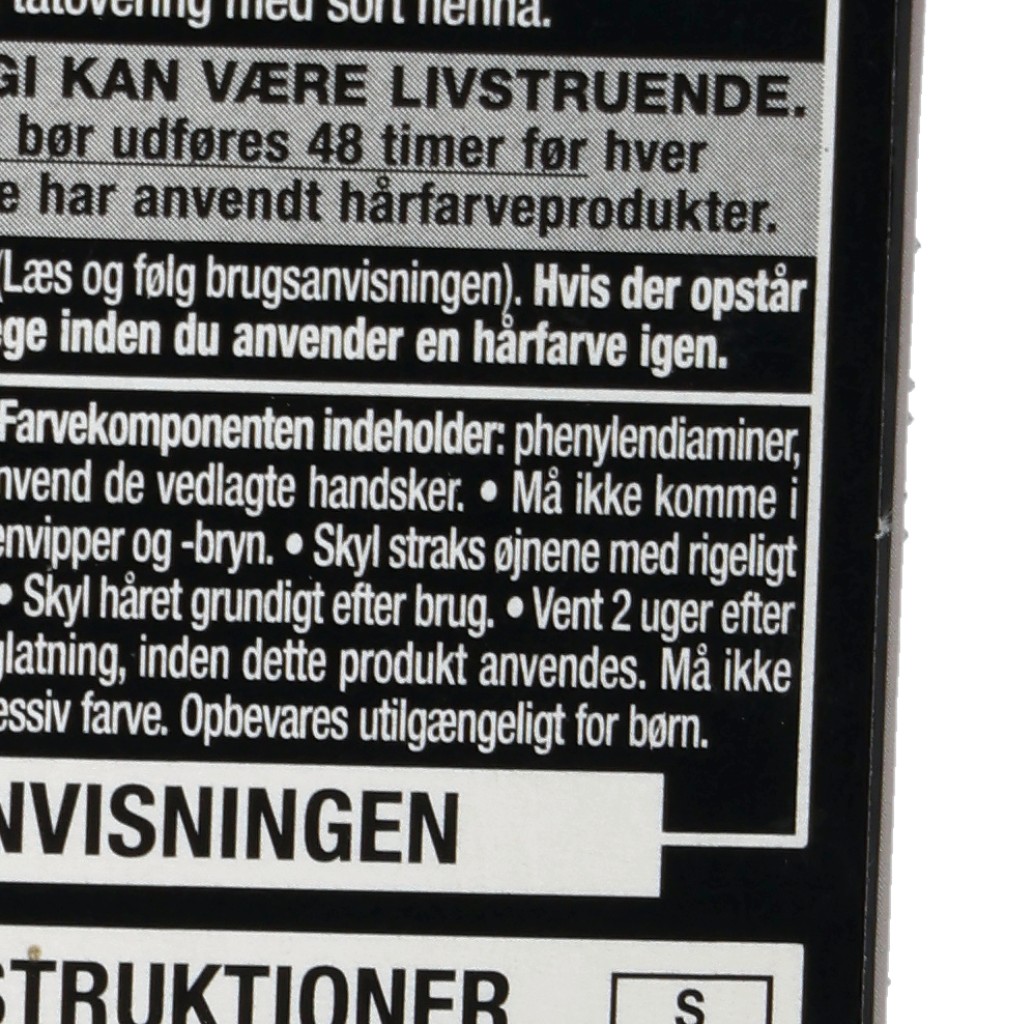 tatovering med sort henna.
GI KAN VÆRE LIVSTRUENDE.
bør udføres 48 timer før hver
e har anvendt hårfarveprodukter.
(Læs og følg brugsanvisningen). Hvis der opstår
ege inden du anvender en hårfarve igen.
Farvekomponenten indeholder: phenylendiaminer,
nvend de vedlagte handsker. • Må ikke komme i
envipper og -bryn. • Skyl straks øjnene med rigeligt
• Skyl håret grundigt efter brug. • Vent 2 uger efter
glatning, inden dette produkt anvendes. Må ikke
essiv farve. Opbevares utilgængeligt for børn.
NVISNINGEN
STRUKTIONER
S